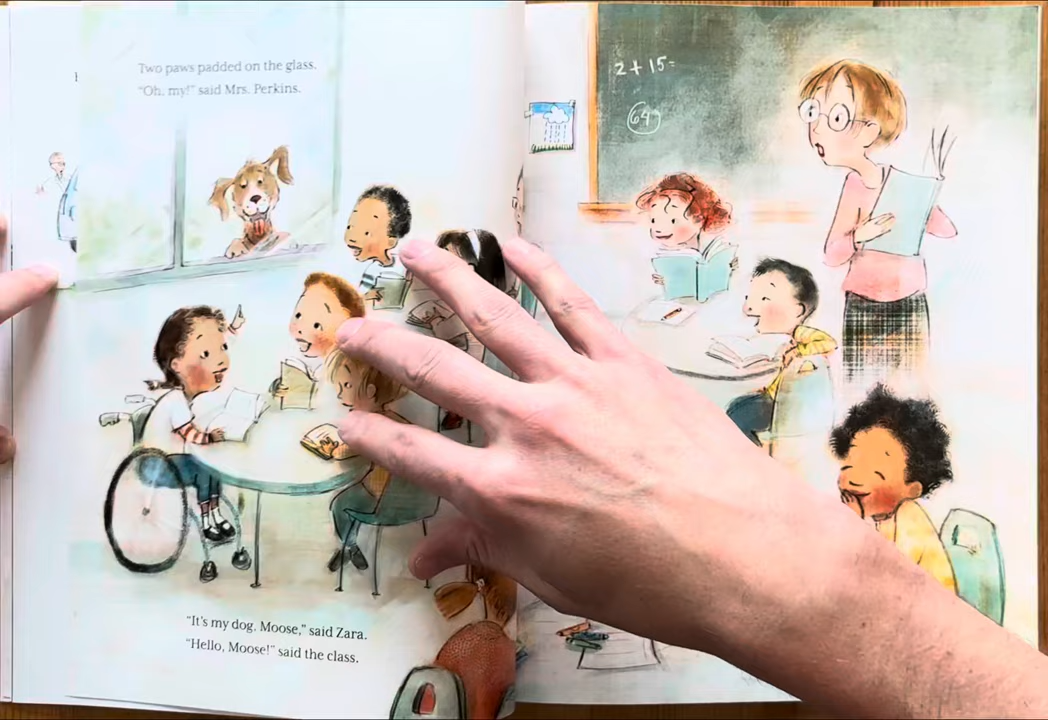 Two paws padded on the glass.
"Oh, my!" said Mrs. Perkins.
2 + 15=
64
"It's my dog, Moose," said Zara.
"Hello, Moose!" said the class.